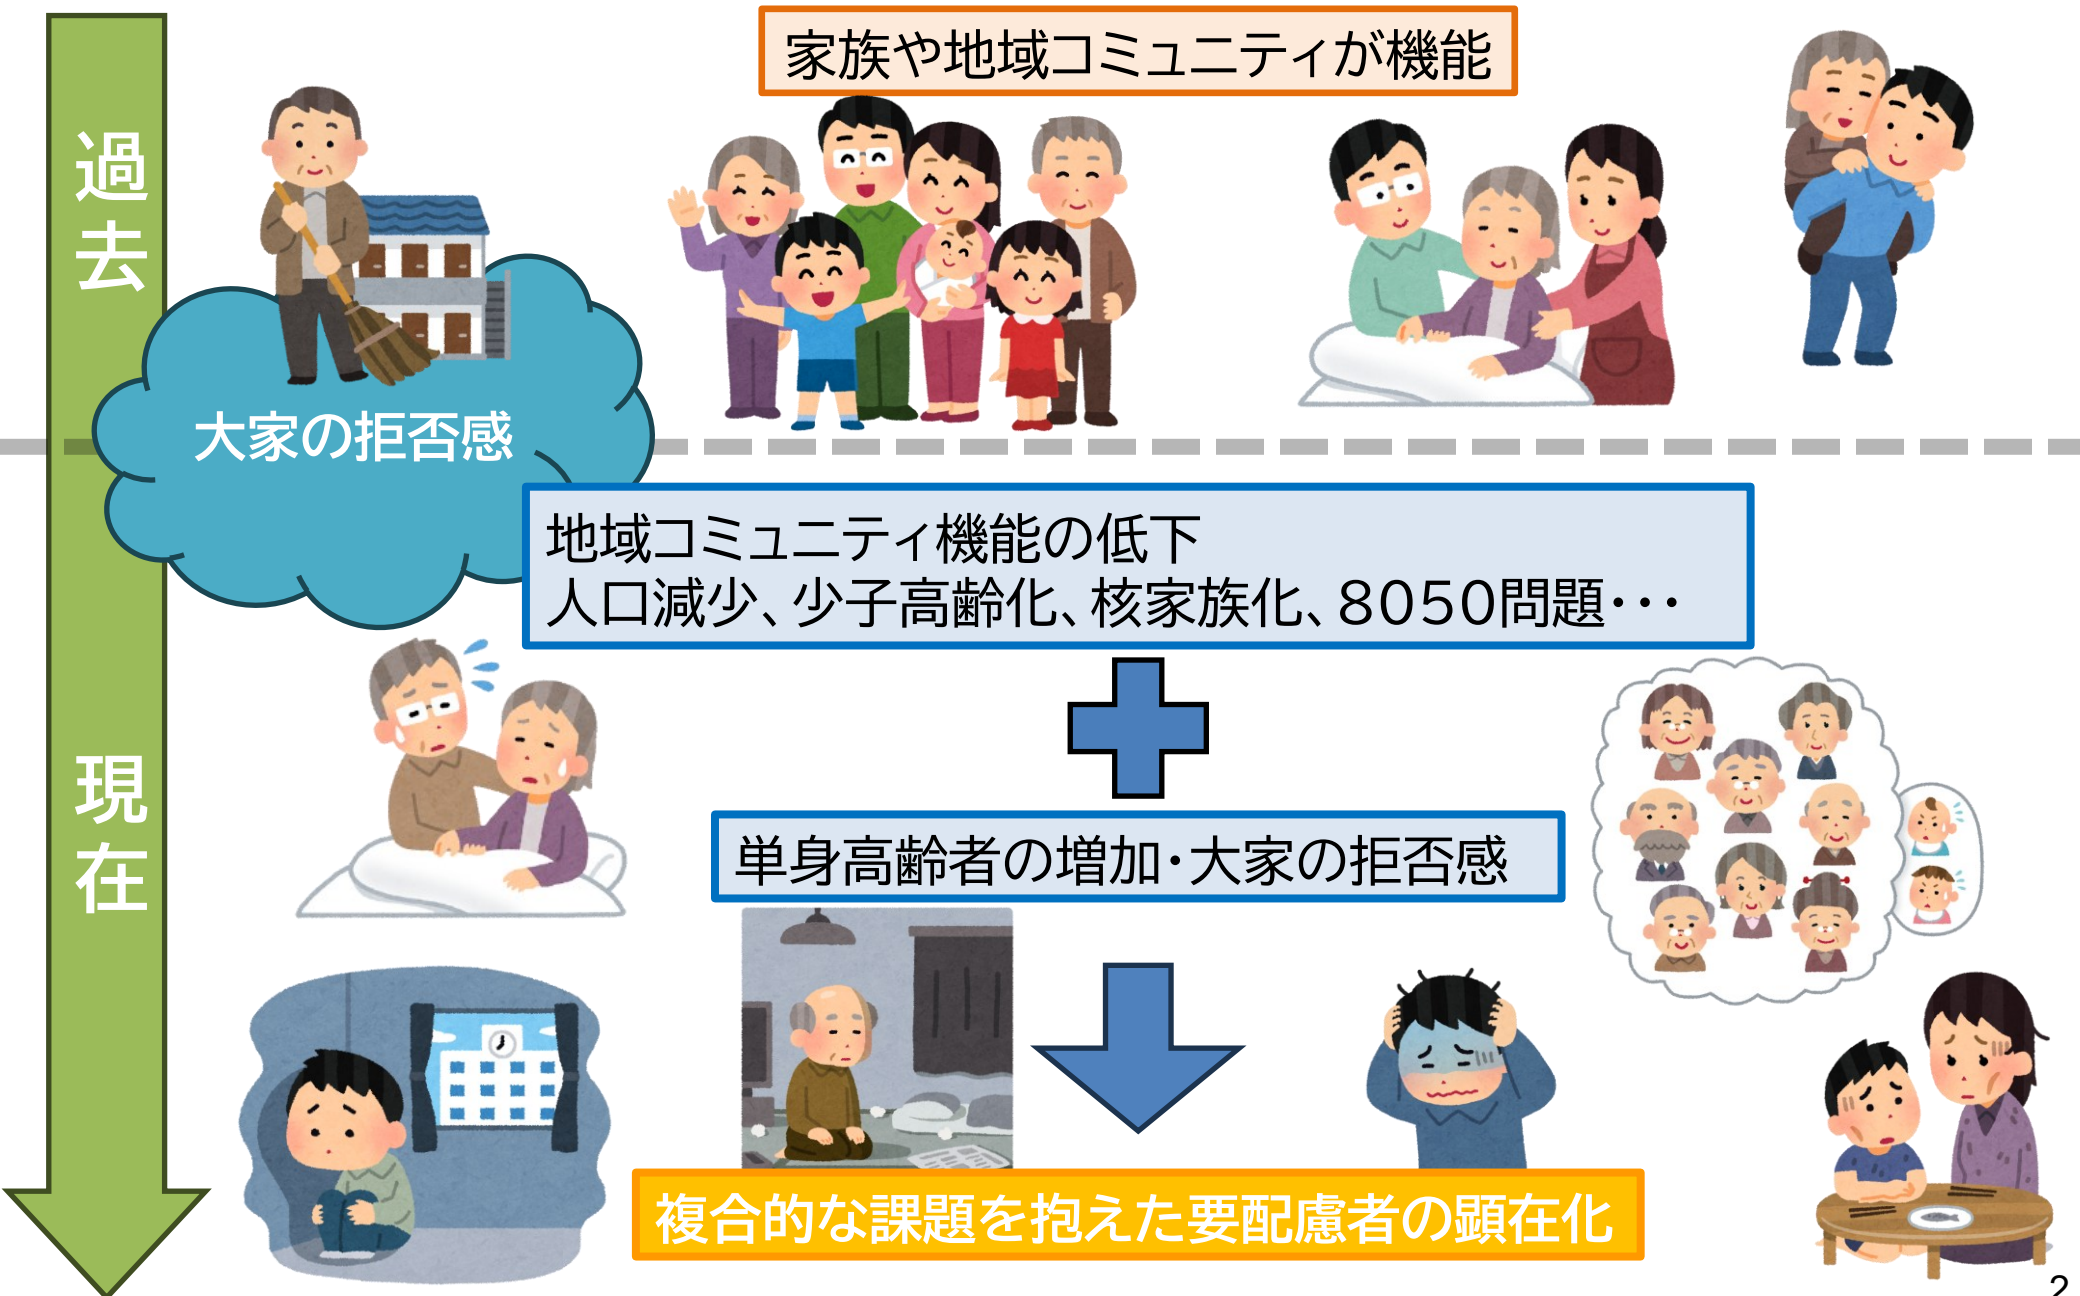 過去
家族や地域コミュニティが機能
大家の拒否感
地域コミュニティ機能の低下
人口減少、少子高齢化、核家族化、８０５０問題・・・
現在
単身高齢者の増加・大家の拒否感
複合的な課題を抱えた要配慮者の顕在化
2